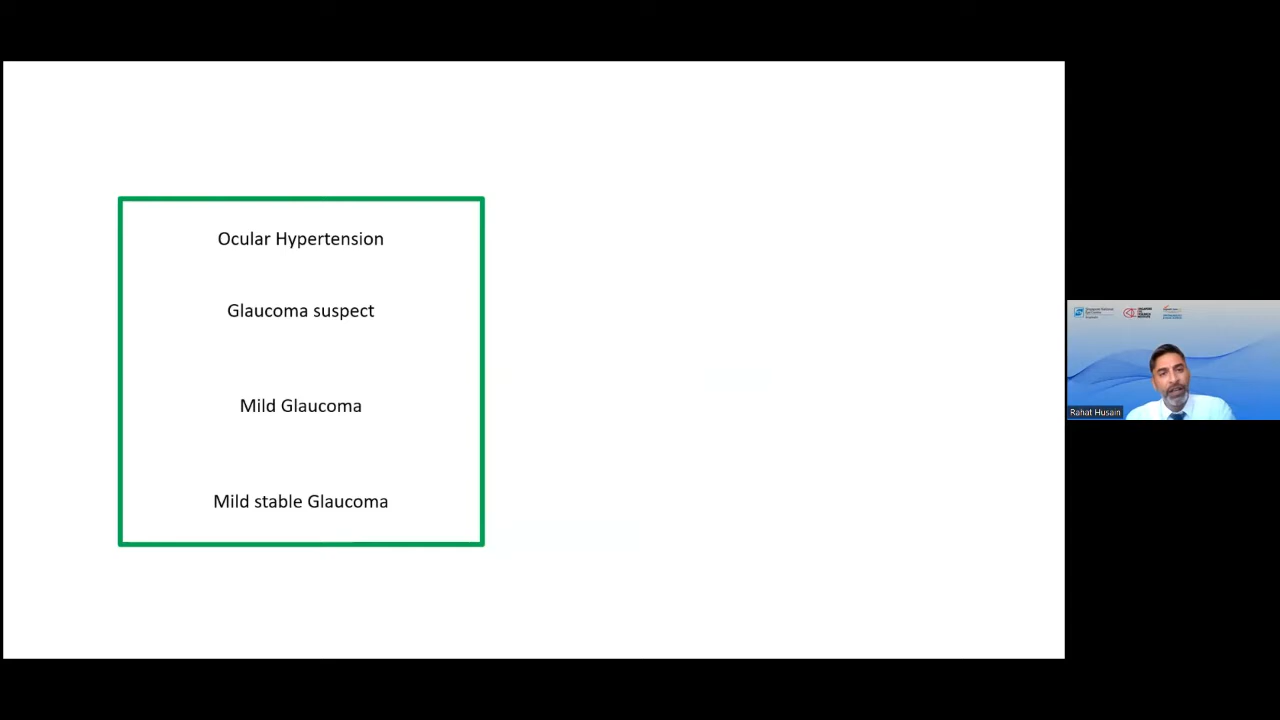 Ocular Hypertension
Glaucoma suspect
Mild Glaucoma
Mild stable Glaucoma
Rahat Husain